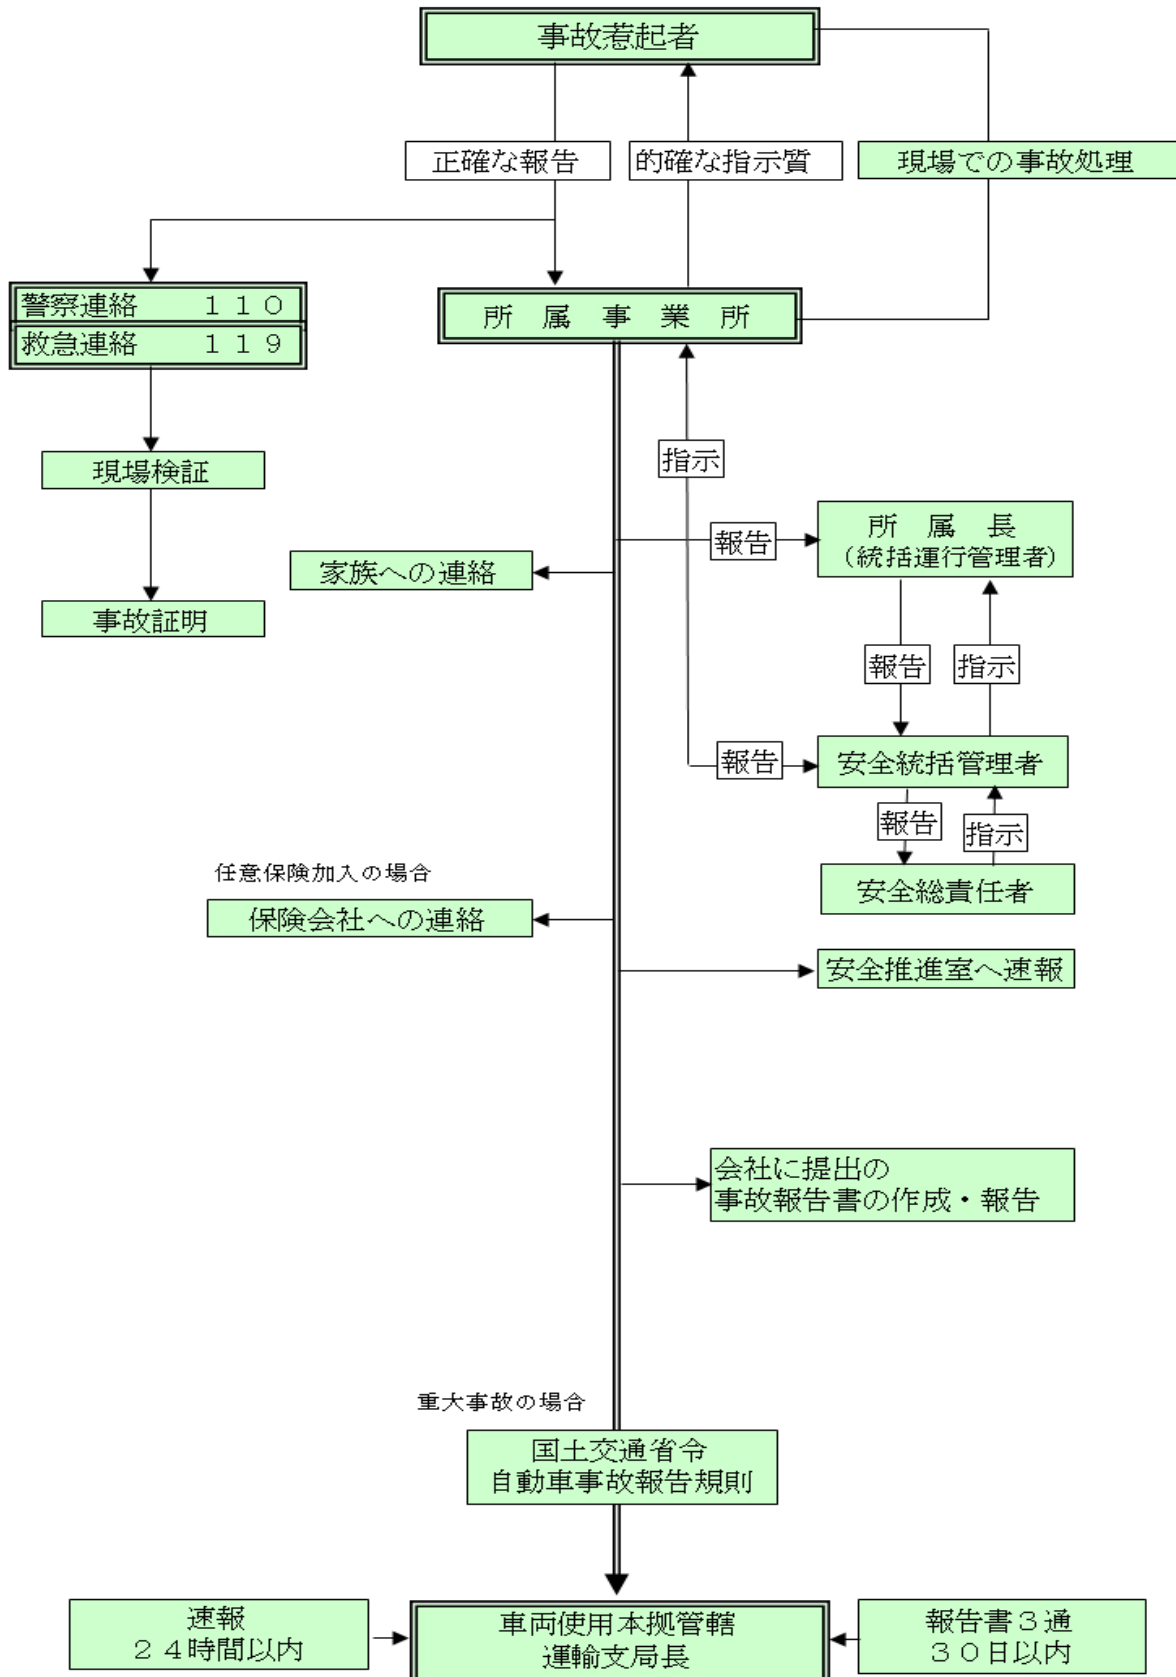 事故惹起者
正確な報告
的確な指示質
現場での事故処理
警察連絡　　１１０
救急連絡　　１１９
所　属　事　業　所
現場検証
指示
所　属　長
（統括運行管理者）
報告
家族への連絡
事故証明
報告
指示
報告
安全統括管理者
報告
指示
任意保険加入の場合
保険会社への連絡
安全総責任者
安全推進室へ速報
会社に提出の
事故報告書の作成・報告
重大事故の場合
国土交通省令
自動車事故報告規則
速報
２４時間以内
車両使用本拠管轄
運輸支局長
報告書３通
３０日以内